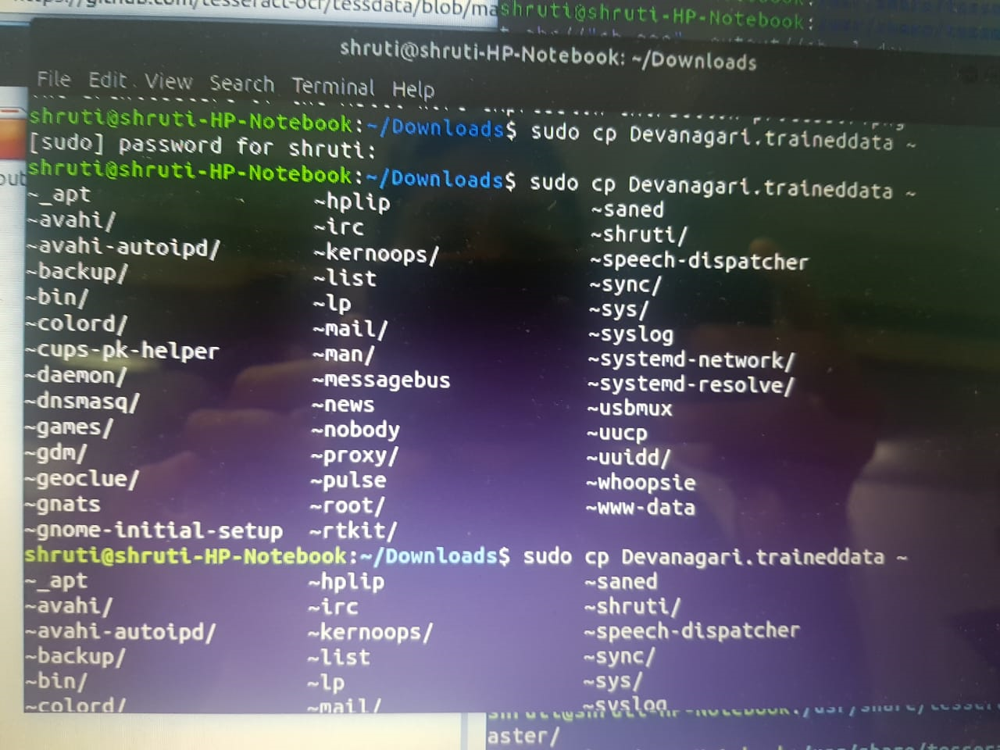 https://github.com/tesseract-ocr/tessdata/blob/ma
shruti@shruti-HP-Notebook:
shruti@shruti-HP-Notebook: ~/Downloads
File Edit View Search Terminal Help
shruti@shruti-HP-Notebook:~/Downloads$ sudo cp Devanagari.traineddata ~
[sudo] password for shruti:
shruti@shruti-HP-Notebook:~/Downloads$ sudo cp Devanagari.traineddata ~
~_apt ~hplip ~saned
~avahi/ ~irc ~shruti/
~avahi-autoipd/ ~kernoops/ ~speech-dispatcher
~backup/ ~list ~sync/
~bin/ ~lp ~sys/
~colord/ ~mail/ ~syslog
~cups-pk-helper ~man/ ~systemd-network/
~daemon/ ~messagebus ~systemd-resolve/
~dnsmasq/ ~news ~usbmux
~games/ ~nobody ~uucp
~gdm/ ~proxy/ ~uuidd/
~geoclue/ ~pulse ~whoopsie
~gnats ~root/ ~www-data
~gnome-initial-setup ~rtkit/
shruti@shruti-HP-Notebook:~/Downloads$ sudo cp Devanagari.traineddata ~
~_apt ~hplip ~saned
~avahi/ ~irc ~shruti/
~avahi-autoipd/ ~kernoops/ ~speech-dispatcher
~backup/ ~list ~sync/
~bin/ ~lp ~sys/
~colord/ ~mail/ ~syslog
aster/